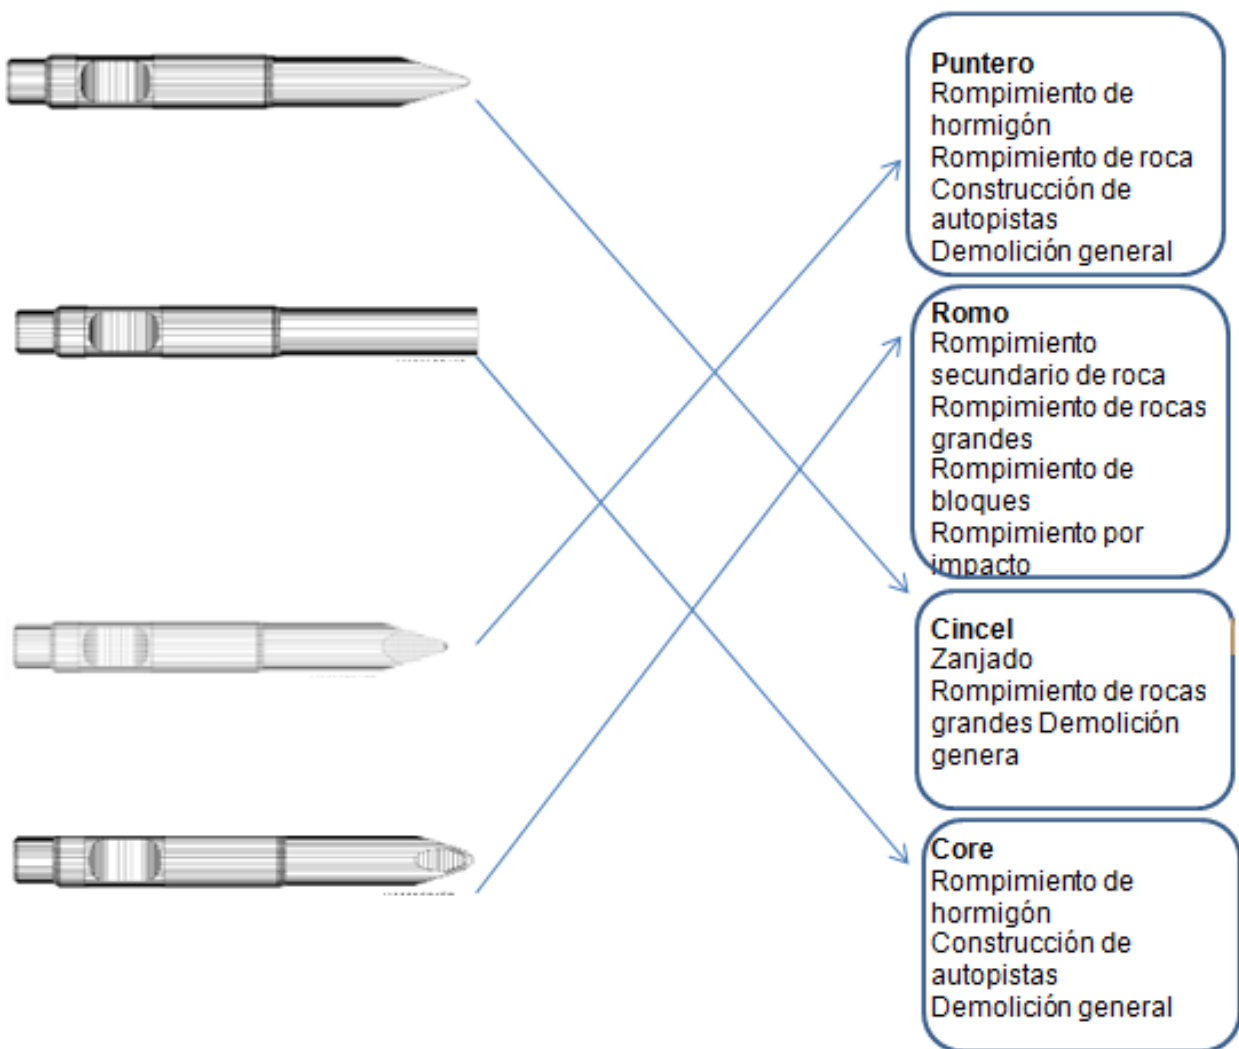 Puntero
Rompimiento de
hormigón
Rompimiento de roca
Construcción de
autopistas
Demolición general
Romo
Rompimiento
secundario de roca
Rompimiento de rocas
grandes
Rompimiento de
bloques
Rompimiento por
impacto
Cincel
Zanjado
Rompimiento de rocas
grandes Demolición
genera
Core
Rompimiento de
hormigón
Construcción de
autopistas
Demolición general